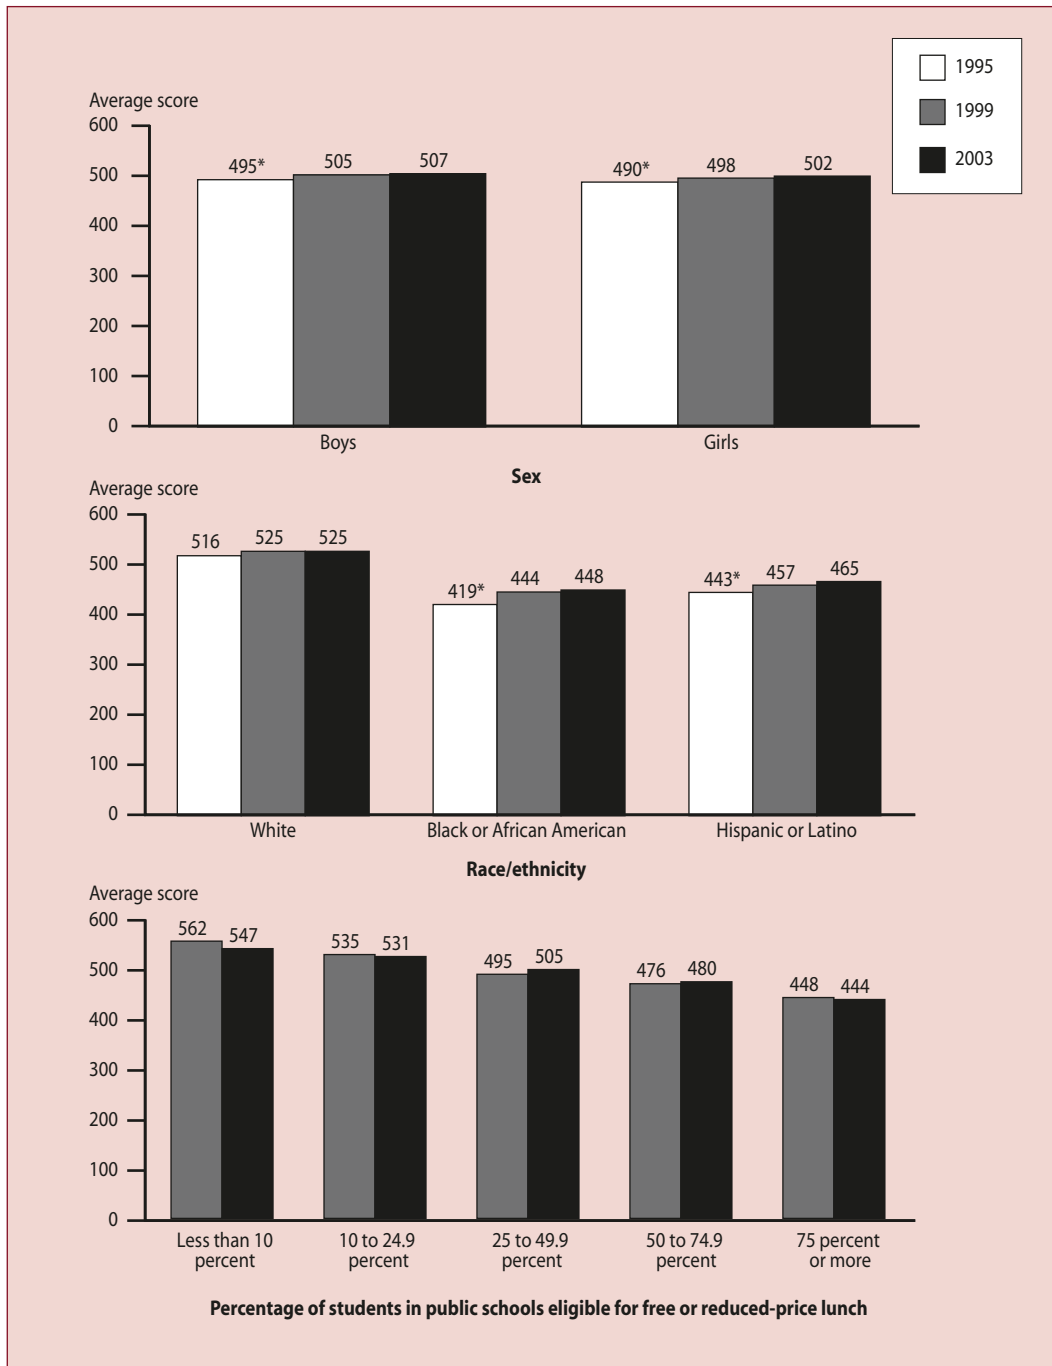 1995
1999
2003
Average score
600
500
400
300
200
100
0
495* 505 507 490* 498 502
Boys Girls
Sex
Average score
600
500
400
300
200
100
0
516 525 525 419* 444 448 443* 457 465
White Black or African American Hispanic or Latino
Race/ethnicity
Average score
600
500
400
300
200
100
0
562 547 535 531 495 505 476 480 448 444
Less than 10 10 to 24.9 25 to 49.9 50 to 74.9 75 percent
percent percent percent percent or more
Percentage of students in public schools eligible for free or reduced-price lunch